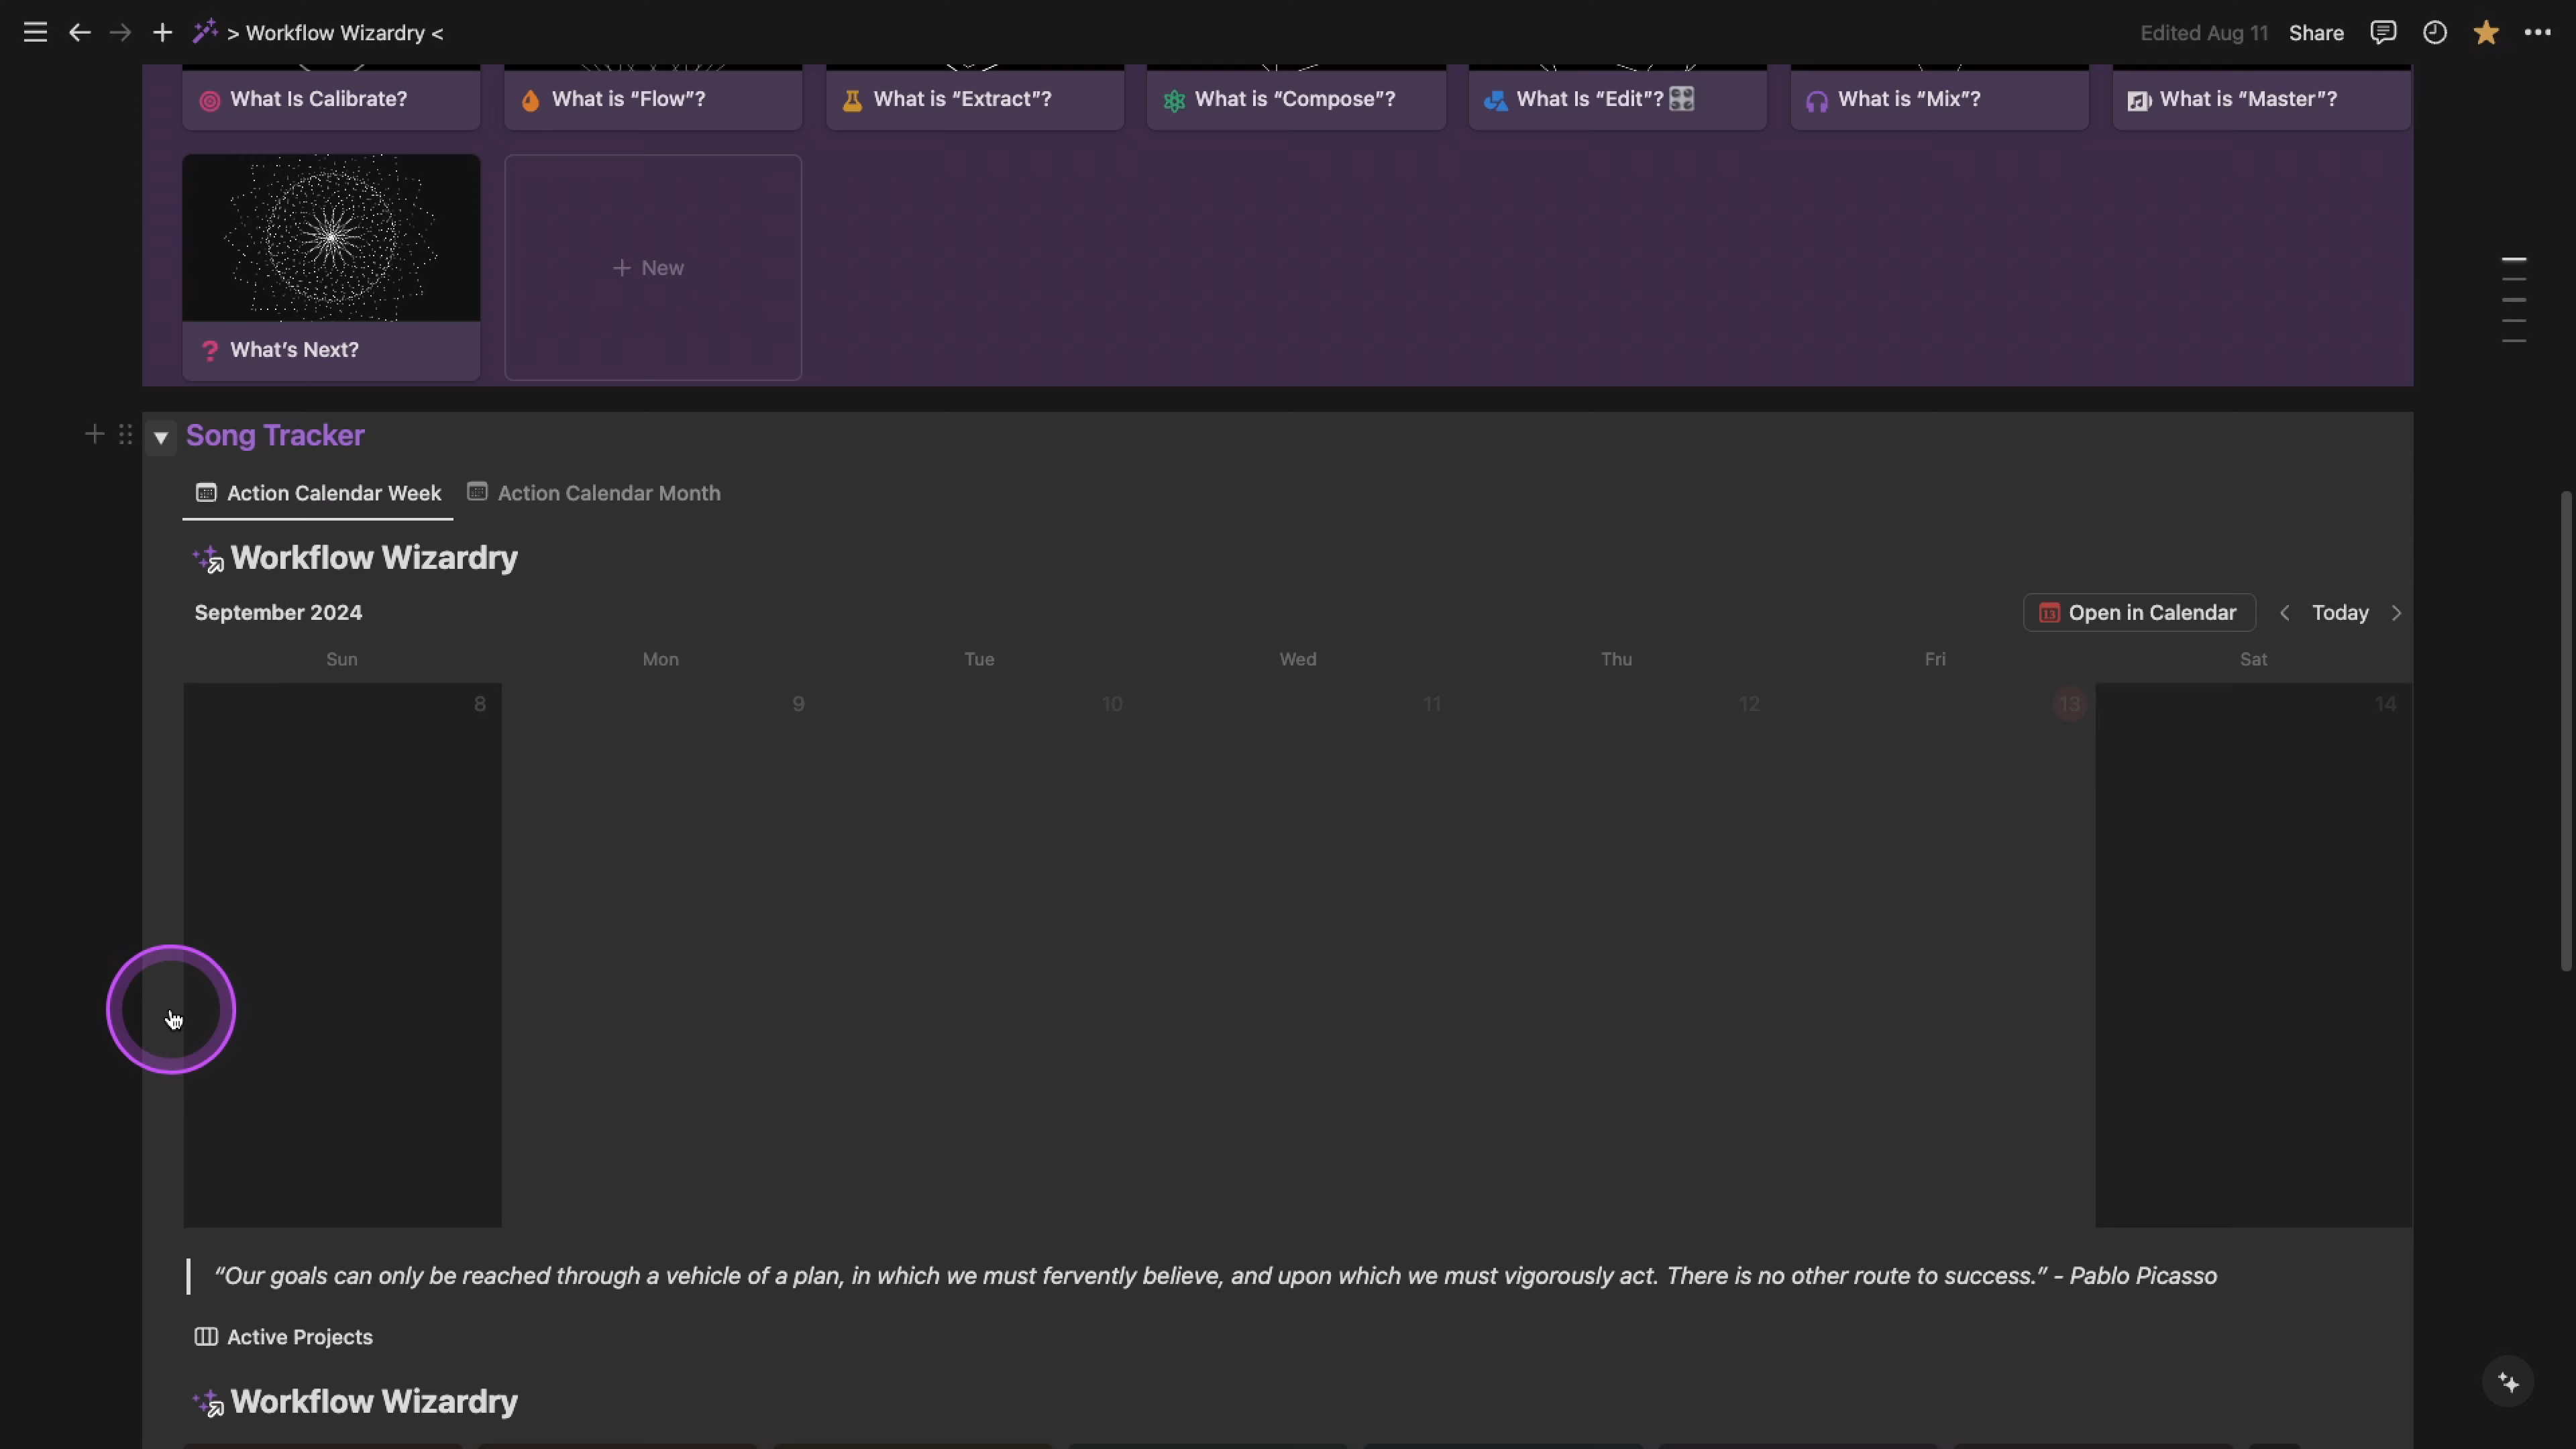 > Workflow Wizardry <
Edited Aug 11 Share
What Is Calibrate?
What is “Flow”?
What is “Extract”?
What is “Compose”?
What Is “Edit”?
What is “Mix”?
What is “Master”?
+ New
What's Next?
Song Tracker
Action Calendar Week
Action Calendar Month
Workflow Wizardry
September 2024
13 Open in Calendar < Today >
Sun Mon Tue Wed Thu Fri Sat
8 9 10 11 12 13 14
“Our goals can only be reached through a vehicle of a plan, in which we must fervently believe, and upon which we must vigorously act. There is no other route to success.” - Pablo Picasso
Active Projects
Workflow Wizardry